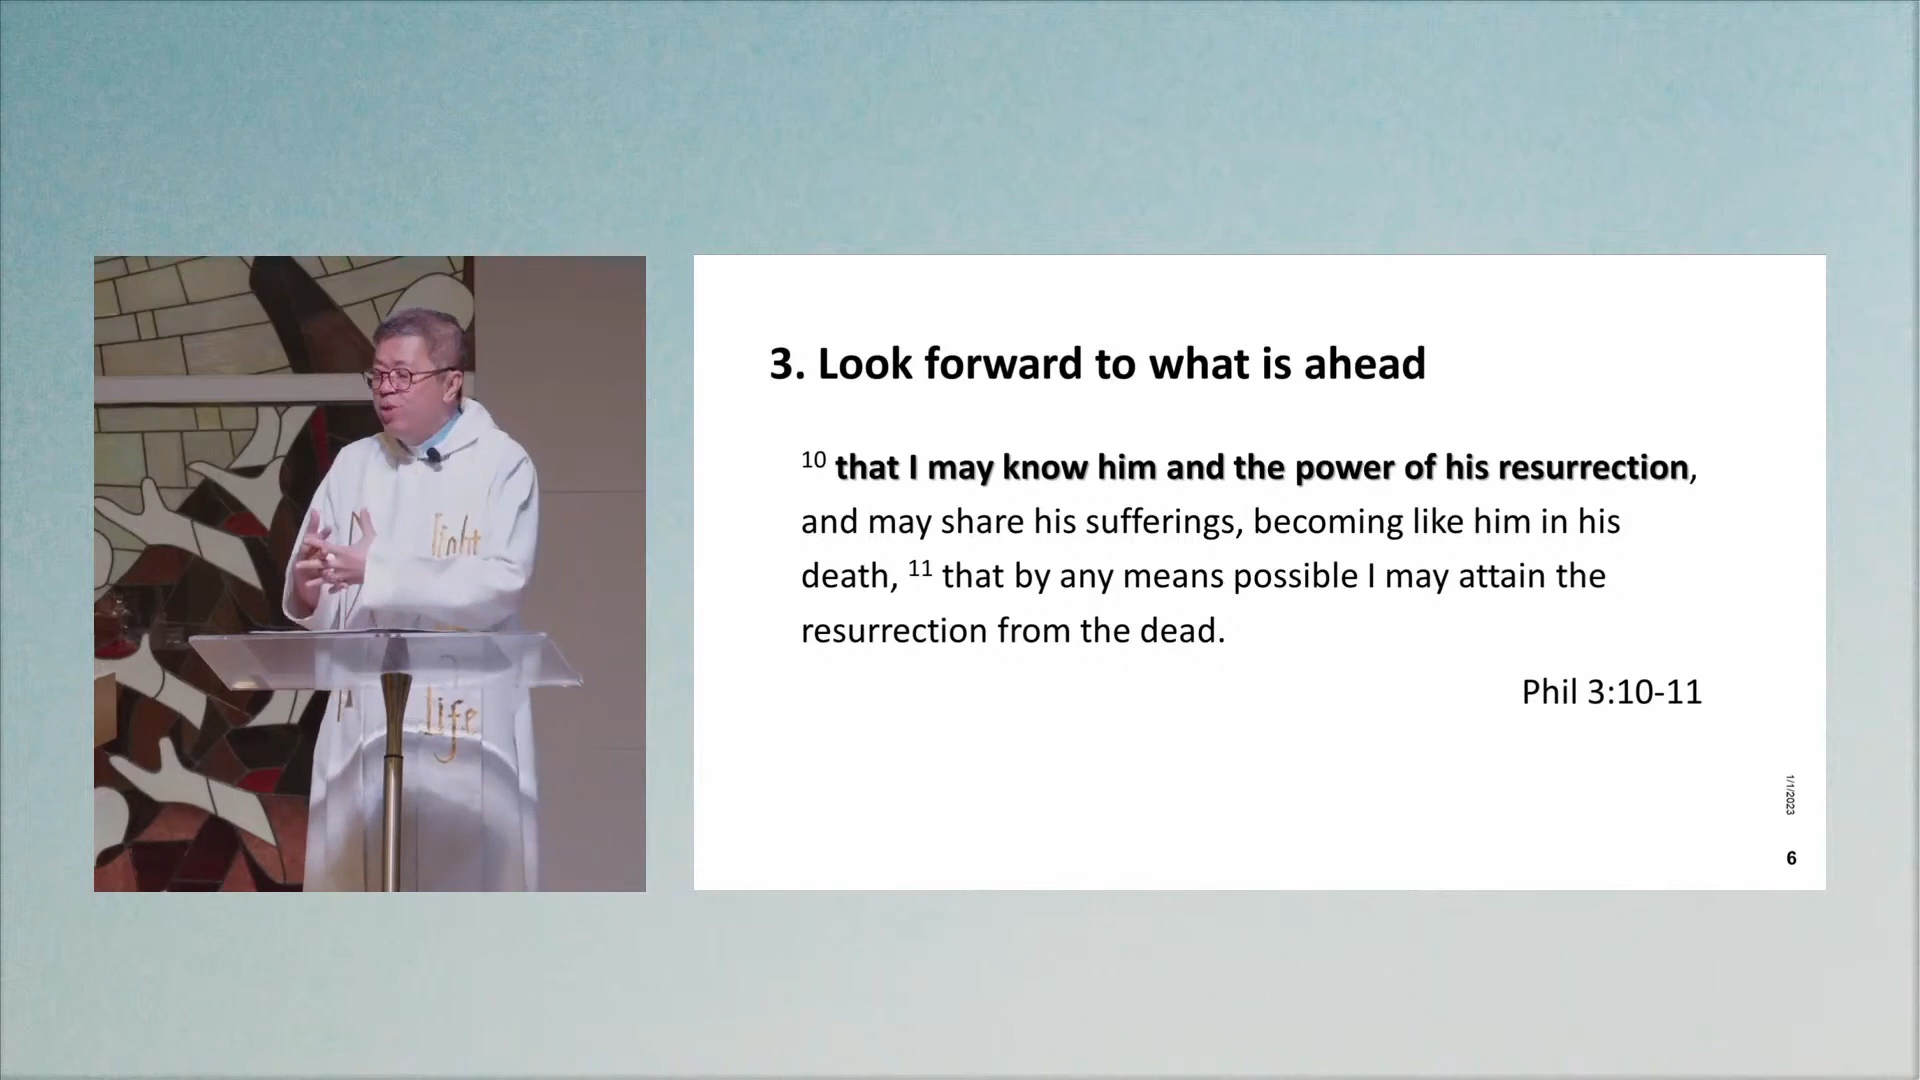 light
life
3. Look forward to what is ahead
10 that I may know him and the power of his resurrection,
and may share his sufferings, becoming like him in his
death, 11 that by any means possible I may attain the
resurrection from the dead.
Phil 3:10-11
1/1/2023
6